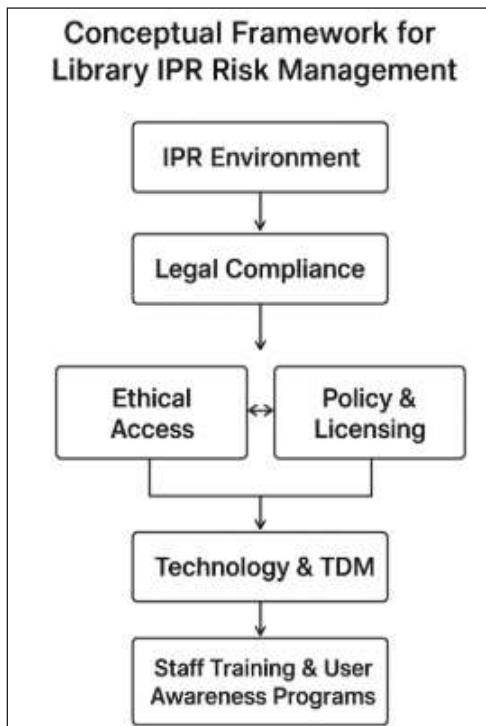 Conceptual Framework for
Library IPR Risk Management
IPR Environment
Legal Compliance
Ethical
Access
Policy &
Licensing
Technology & TDM
Staff Training & User
Awareness Programs